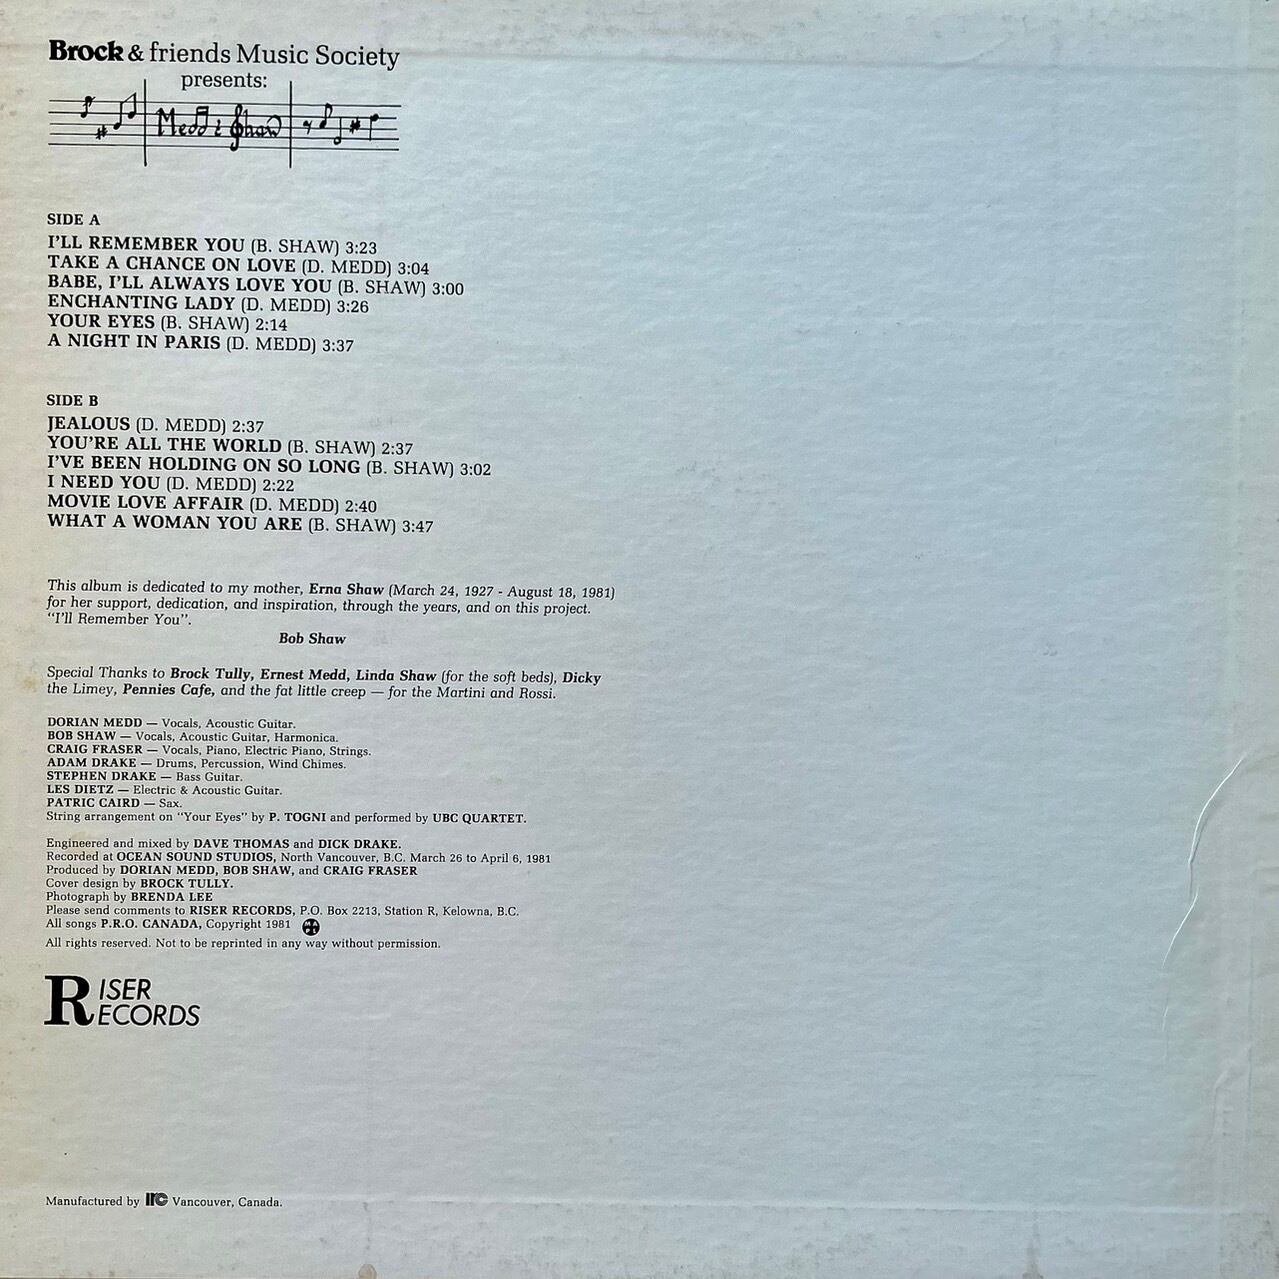 Brock & friends Music Society
presents:
Medd & Shaw
SIDE A
I'LL REMEMBER YOU (B. SHAW) 3:23
TAKE A CHANCE ON LOVE (D. MEDD) 3:04
BABE, I'LL ALWAYS LOVE YOU (B. SHAW) 3:00
ENCHANTING LADY (D. MEDD) 3:26
YOUR EYES (B. SHAW) 2:14
A NIGHT IN PARIS (D. MEDD) 3:37
SIDE B
JEALOUS (D. MEDD) 2:37
YOU'RE ALL THE WORLD (B. SHAW) 2:37
I'VE BEEN HOLDING ON SO LONG (B. SHAW) 3:02
I NEED YOU (D. MEDD) 2:22
MOVIE LOVE AFFAIR (D. MEDD) 2:40
WHAT A WOMAN YOU ARE (B. SHAW) 3:47
This album is dedicated to my mother, Erna Shaw (March 24, 1927 - August 18, 1981)
for her support, dedication, and inspiration, through the years, and on this project.
"I'll Remember You".
Bob Shaw
Special Thanks to Brock Tully, Ernest Medd, Linda Shaw (for the soft beds), Dicky
the Limey, Pennies Cafe, and the fat little creep — for the Martini and Rossi.
DORIAN MEDD — Vocals, Acoustic Guitar.
BOB SHAW — Vocals, Acoustic Guitar, Harmonica.
CRAIG FRASER — Vocals, Piano, Electric Piano, Strings.
ADAM DRAKE — Drums, Percussion, Wind Chimes.
STEPHEN DRAKE — Bass Guitar.
LES DIETZ — Electric & Acoustic Guitar.
PATRIC CAIRD — Sax.
String arrangement on "Your Eyes" by P. TOGNI and performed by UBC QUARTET.
Engineered and mixed by DAVE THOMAS and DICK DRAKE.
Recorded at OCEAN SOUND STUDIOS, North Vancouver, B.C. March 26 to April 6, 1981
Produced by DORIAN MEDD, BOB SHAW, and CRAIG FRASER
Cover design by BROCK TULLY.
Photograph by BRENDA LEE
Please send comments to RISER RECORDS, P.O. Box 2213, Station R, Kelowna, B.C.
All songs P.R.O. CANADA, Copyright 1981 MAPL
All rights reserved. Not to be reprinted in any way without permission.
RISER
RECORDS
Manufactured by IRC Vancouver, Canada.